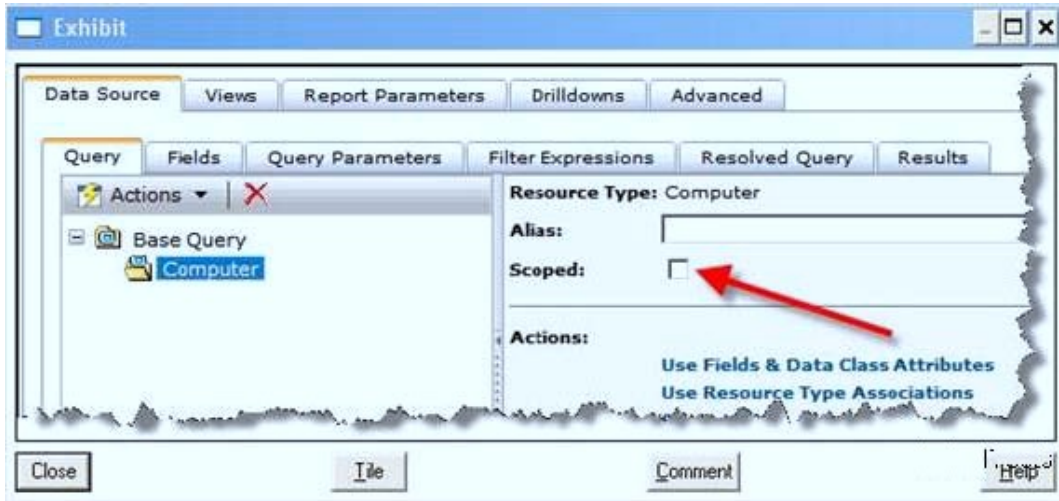 Exhibit
Data Source Views Report Parameters Drilldowns Advanced
Query Fields Query Parameters Filter Expressions Resolved Query Results
Actions
Resource Type: Computer
Base Query
Alias:
Computer
Scoped:
Actions:
Use Fields & Data Class Attributes
Use Resource Type Associations
Close Tile Comment Help